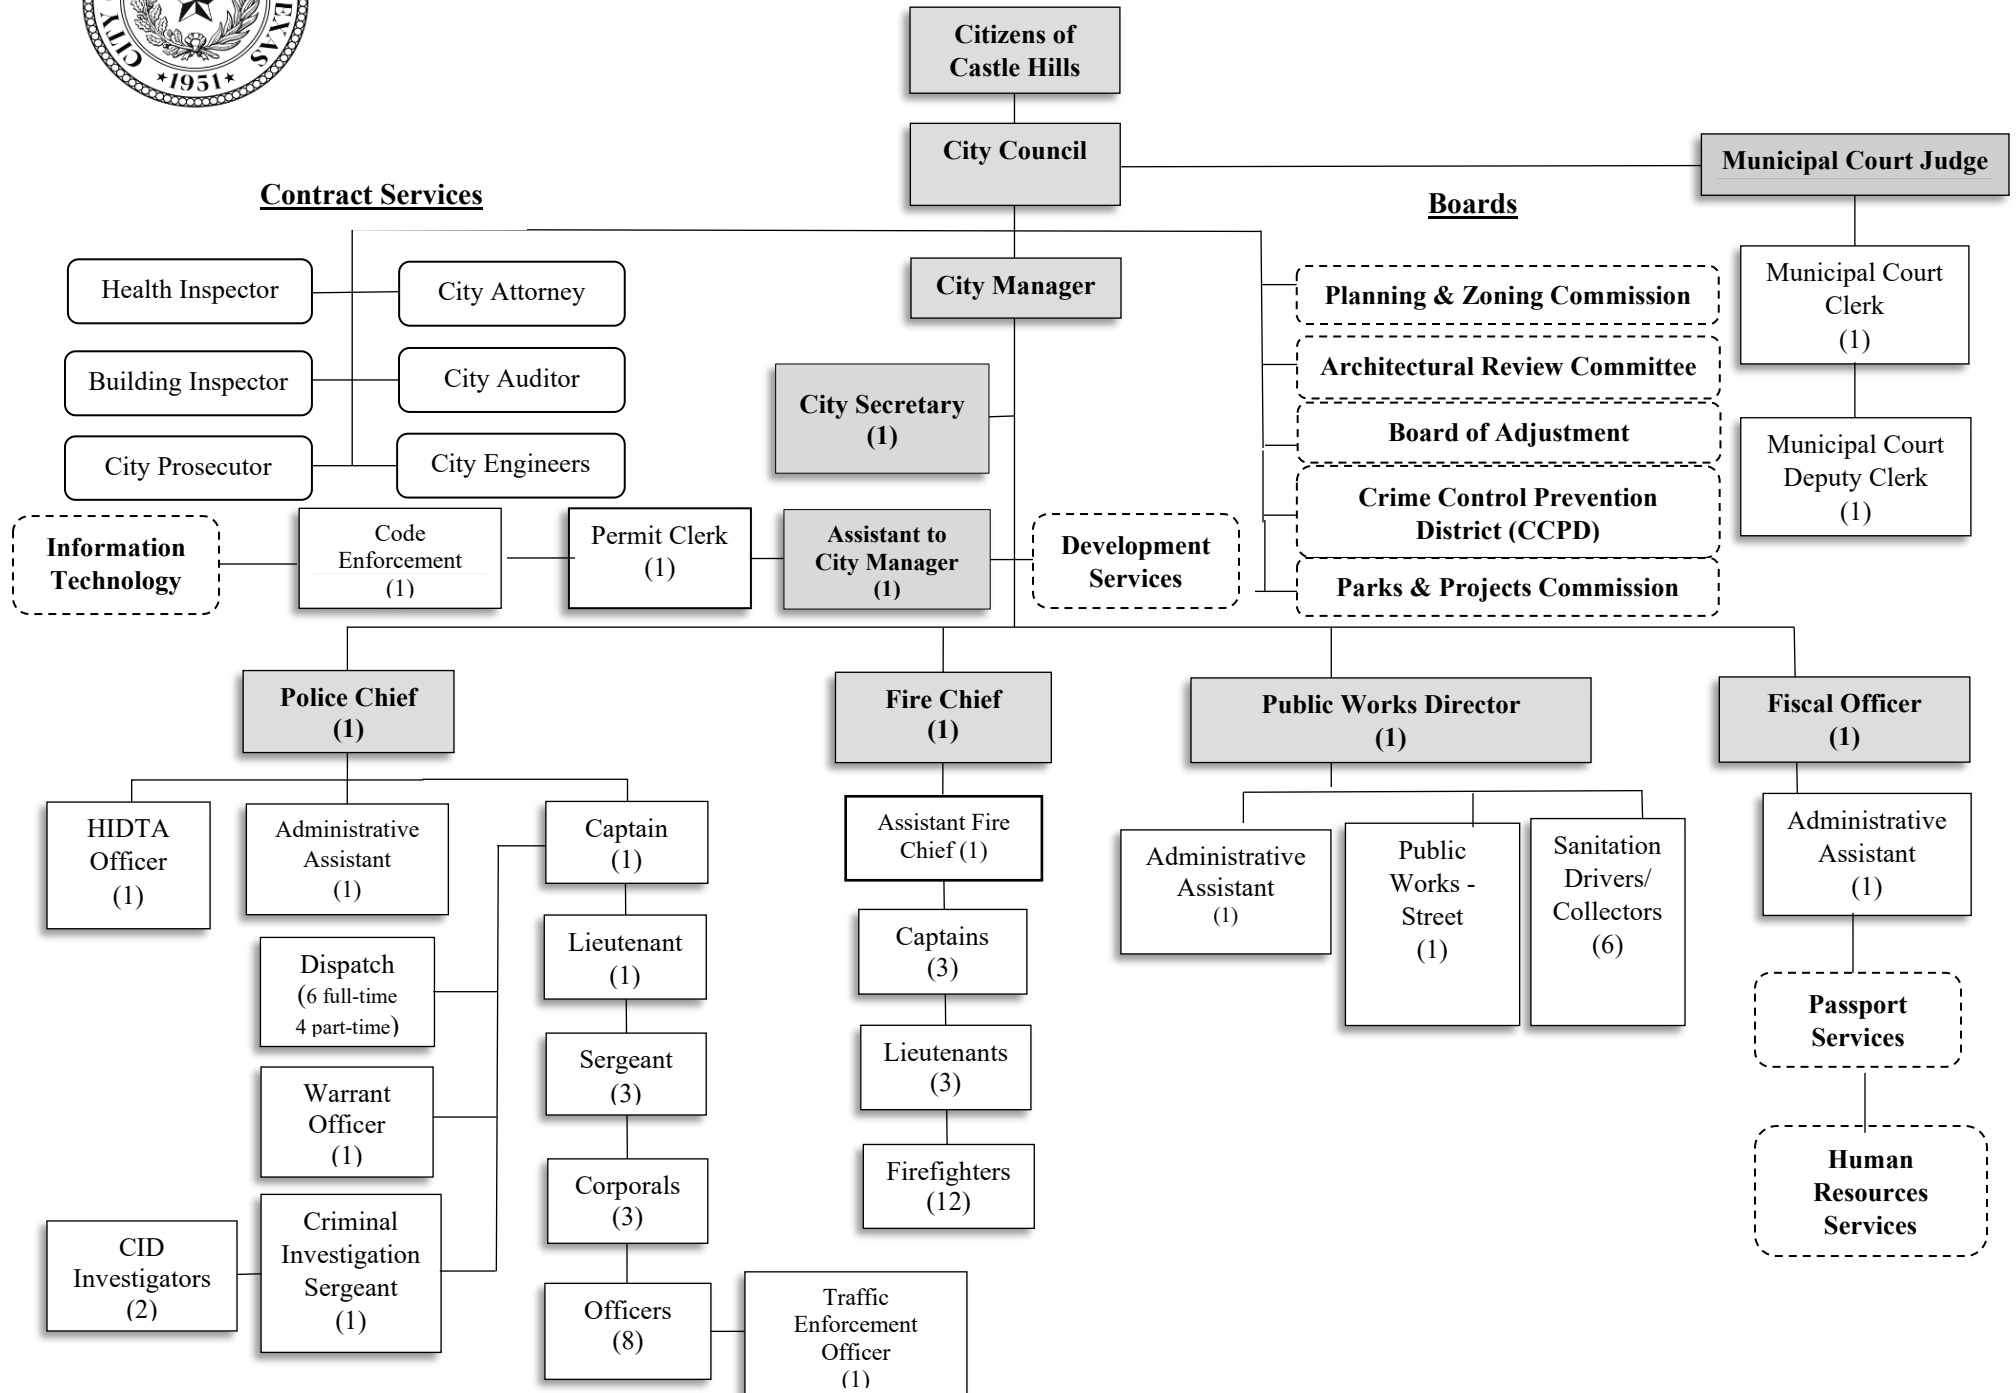 CITY
EXAS
*1951*
Citizens of
Castle Hills
City Council
Municipal Court Judge
Contract Services
Boards
Health Inspector
City Attorney
Building Inspector
City Auditor
City Prosecutor
City Engineers
City Manager
Planning & Zoning Commission
Architectural Review Committee
Board of Adjustment
Crime Control Prevention
District (CCPD)
Parks & Projects Commission
Municipal Court
Clerk
(1)
Municipal Court
Deputy Clerk
(1)
City Secretary
(1)
Information
Technology
Code
Enforcement
(1)
Permit Clerk
(1)
Assistant to
City Manager
(1)
Development
Services
Police Chief
(1)
Fire Chief
(1)
Public Works Director
(1)
Fiscal Officer
(1)
HIDTA
Officer
(1)
Administrative
Assistant
(1)
Captain
(1)
Dispatch
(6 full-time
4 part-time)
Warrant
Officer
(1)
Criminal
Investigation
Sergeant
(1)
CID
Investigators
(2)
Lieutenant
(1)
Sergeant
(3)
Corporals
(3)
Officers
(8)
Traffic
Enforcement
Officer
(1)
Assistant Fire
Chief (1)
Captains
(3)
Lieutenants
(3)
Firefighters
(12)
Administrative
Assistant
(1)
Public
Works -
Street
(1)
Sanitation
Drivers/
Collectors
(6)
Administrative
Assistant
(1)
Passport
Services
Human
Resources
Services